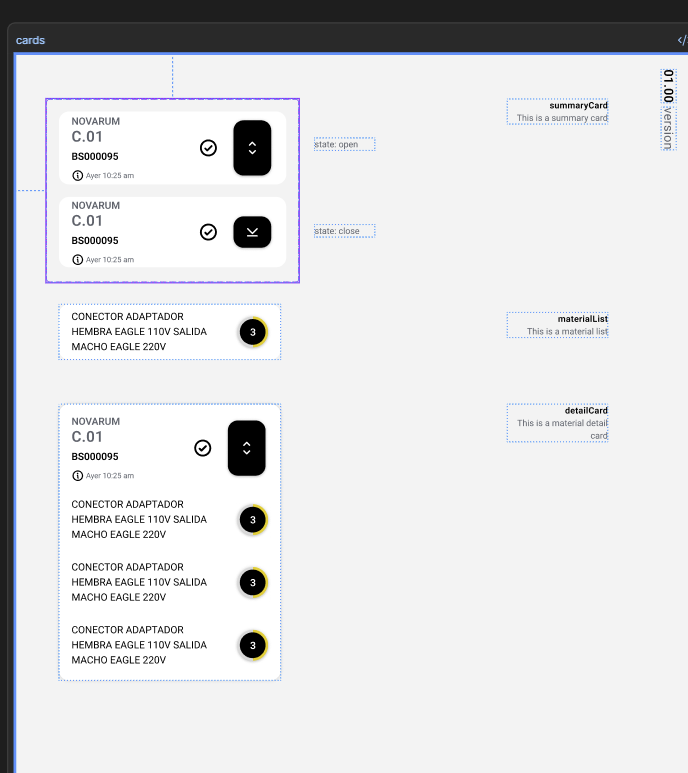 cards
01.00 version
NOVARUM
C.01
BS000095
Ayer 10:25 am
state: open
summaryCard
This is a summary card
NOVARUM
C.01
BS000095
Ayer 10:25 am
state: close
CONECTOR ADAPTADOR
HEMBRA EAGLE 110V SALIDA
MACHO EAGLE 220V
3
materialList
This is a material list
NOVARUM
C.01
BS000095
Ayer 10:25 am
detailCard
This is a material detail
card
CONECTOR ADAPTADOR
HEMBRA EAGLE 110V SALIDA
MACHO EAGLE 220V
3
CONECTOR ADAPTADOR
HEMBRA EAGLE 110V SALIDA
MACHO EAGLE 220V
3
CONECTOR ADAPTADOR
HEMBRA EAGLE 110V SALIDA
MACHO EAGLE 220V
3